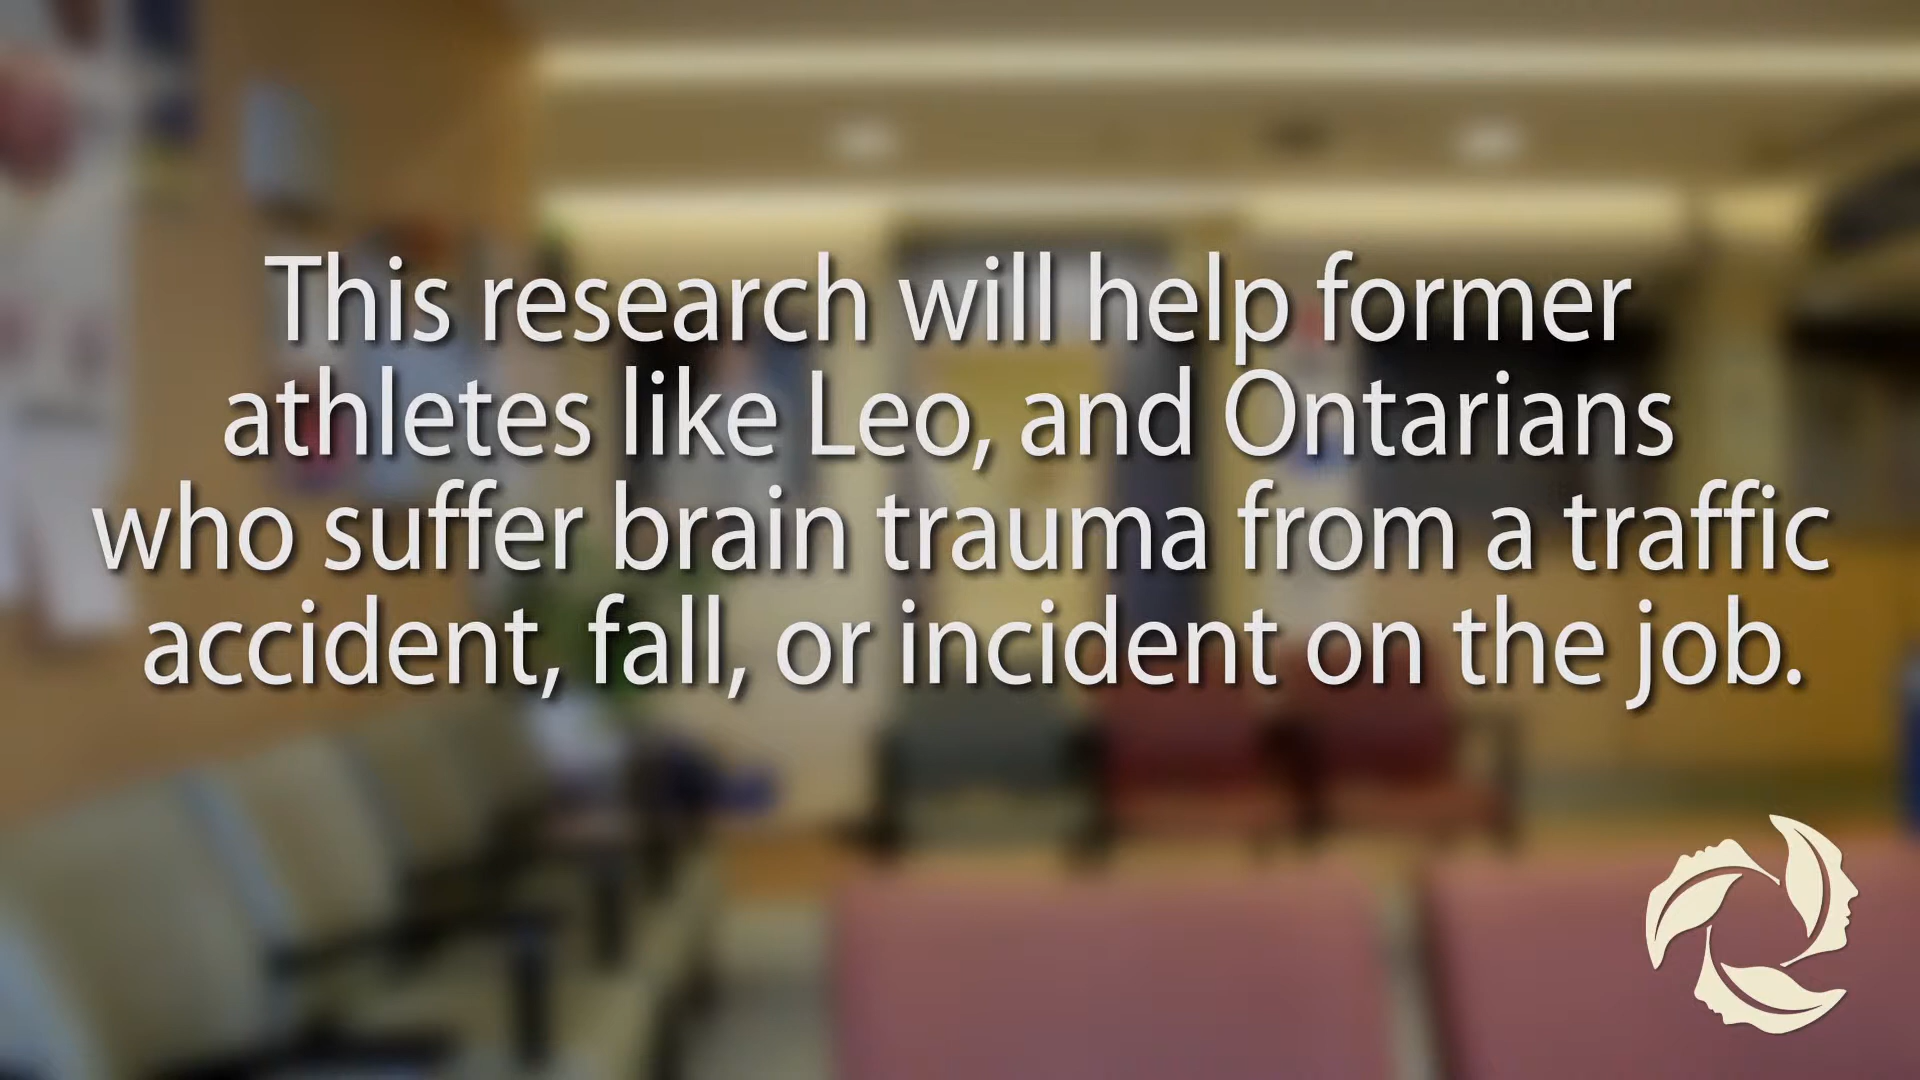 This research will help former
athletes like Leo, and Ontarians
who suffer brain trauma from a traffic
accident, fall, or incident on the job.